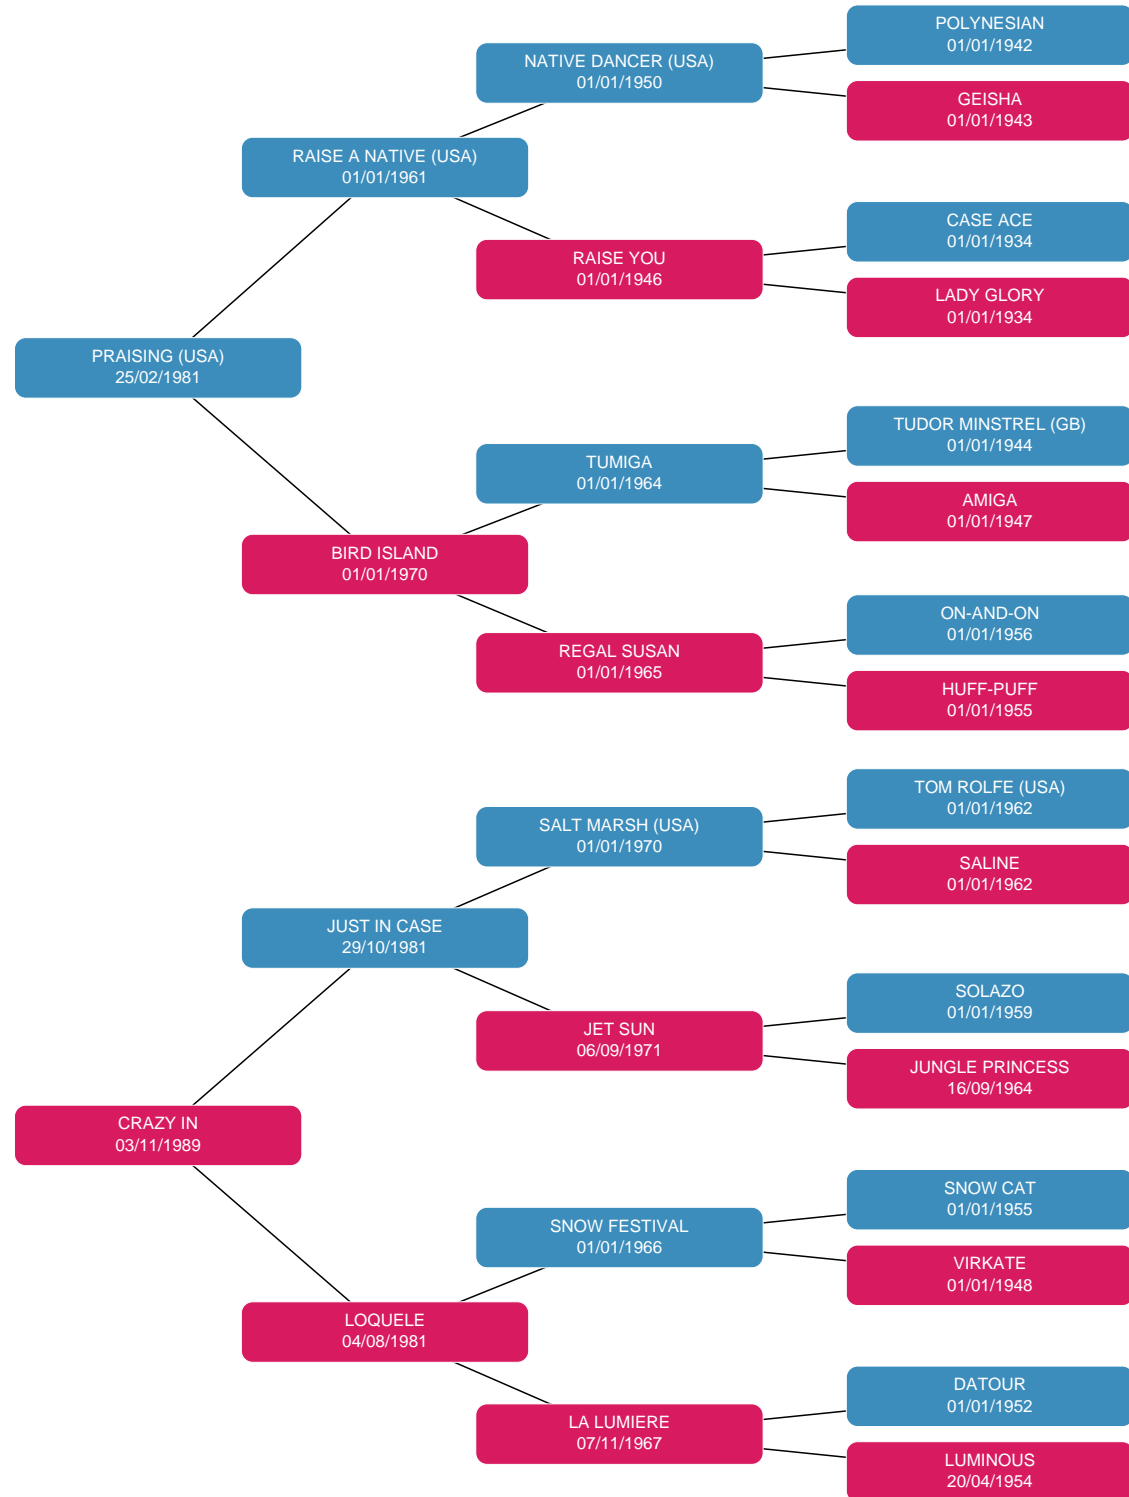 POLYNESIAN
01/01/1942
NATIVE DANCER (USA)
01/01/1950
GEISHA
01/01/1943
RAISE A NATIVE (USA)
01/01/1961
CASE ACE
01/01/1934
RAISE YOU
01/01/1946
LADY GLORY
01/01/1934
PRAISING (USA)
25/02/1981
TUDOR MINSTREL (GB)
01/01/1944
TUMIGA
01/01/1964
AMIGA
01/01/1947
BIRD ISLAND
01/01/1970
ON-AND-ON
01/01/1956
REGAL SUSAN
01/01/1965
HUFF-PUFF
01/01/1955
TOM ROLFE (USA)
01/01/1962
SALT MARSH (USA)
01/01/1970
SALINE
01/01/1962
JUST IN CASE
29/10/1981
SOLAZO
01/01/1959
JET SUN
06/09/1971
JUNGLE PRINCESS
16/09/1964
CRAZY IN
03/11/1989
SNOW CAT
01/01/1955
SNOW FESTIVAL
01/01/1966
VIRKATE
01/01/1948
LOQUELE
04/08/1981
DATOUR
01/01/1952
LA LUMIERE
07/11/1967
LUMINOUS
20/04/1954